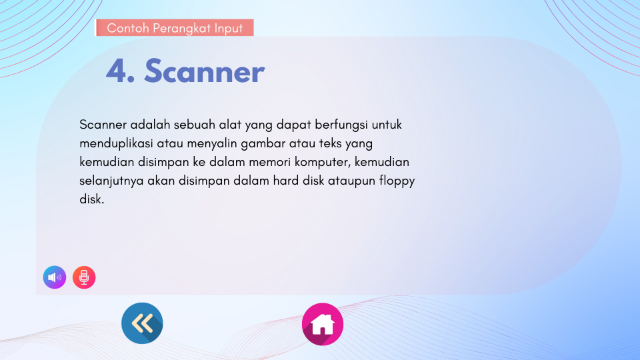 Contoh Perangkat Input
4. Scanner
Scanner adalah sebuah alat yang dapat berfungsi untuk
menduplikasi atau menyalin gambar atau teks yang
kemudian disimpan ke dalam memori komputer, kemudian
selanjutnya akan disimpan dalam hard disk ataupun floppy
disk.